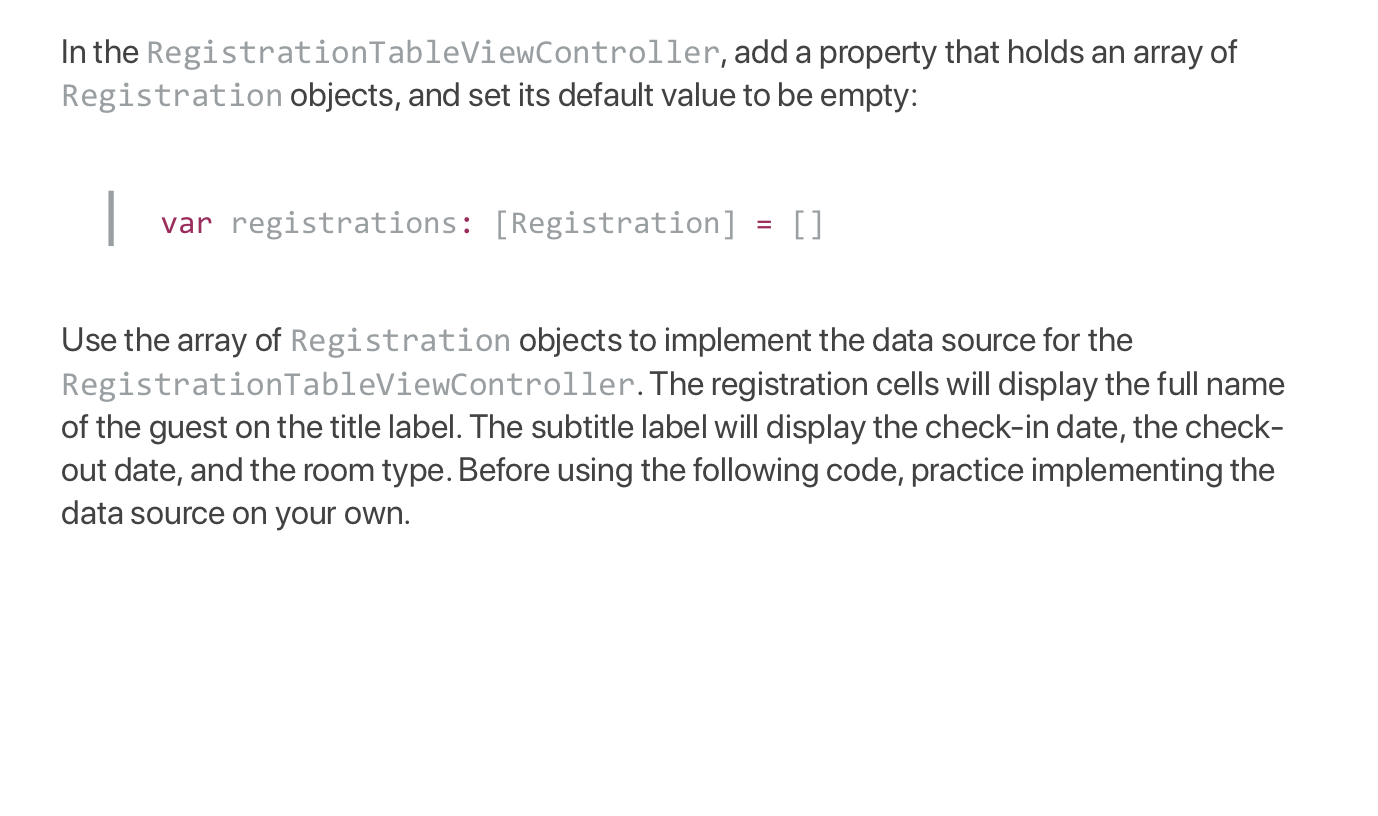 In the RegistrationTableViewController, add a property that holds an array of
Registration objects, and set its default value to be empty:
var registrations: [Registration] = []
Use the array of Registration objects to implement the data source for the
RegistrationTableViewController. The registration cells will display the full name
of the guest on the title label. The subtitle label will display the check-in date, the check-
out date, and the room type. Before using the following code, practice implementing the
data source on your own.